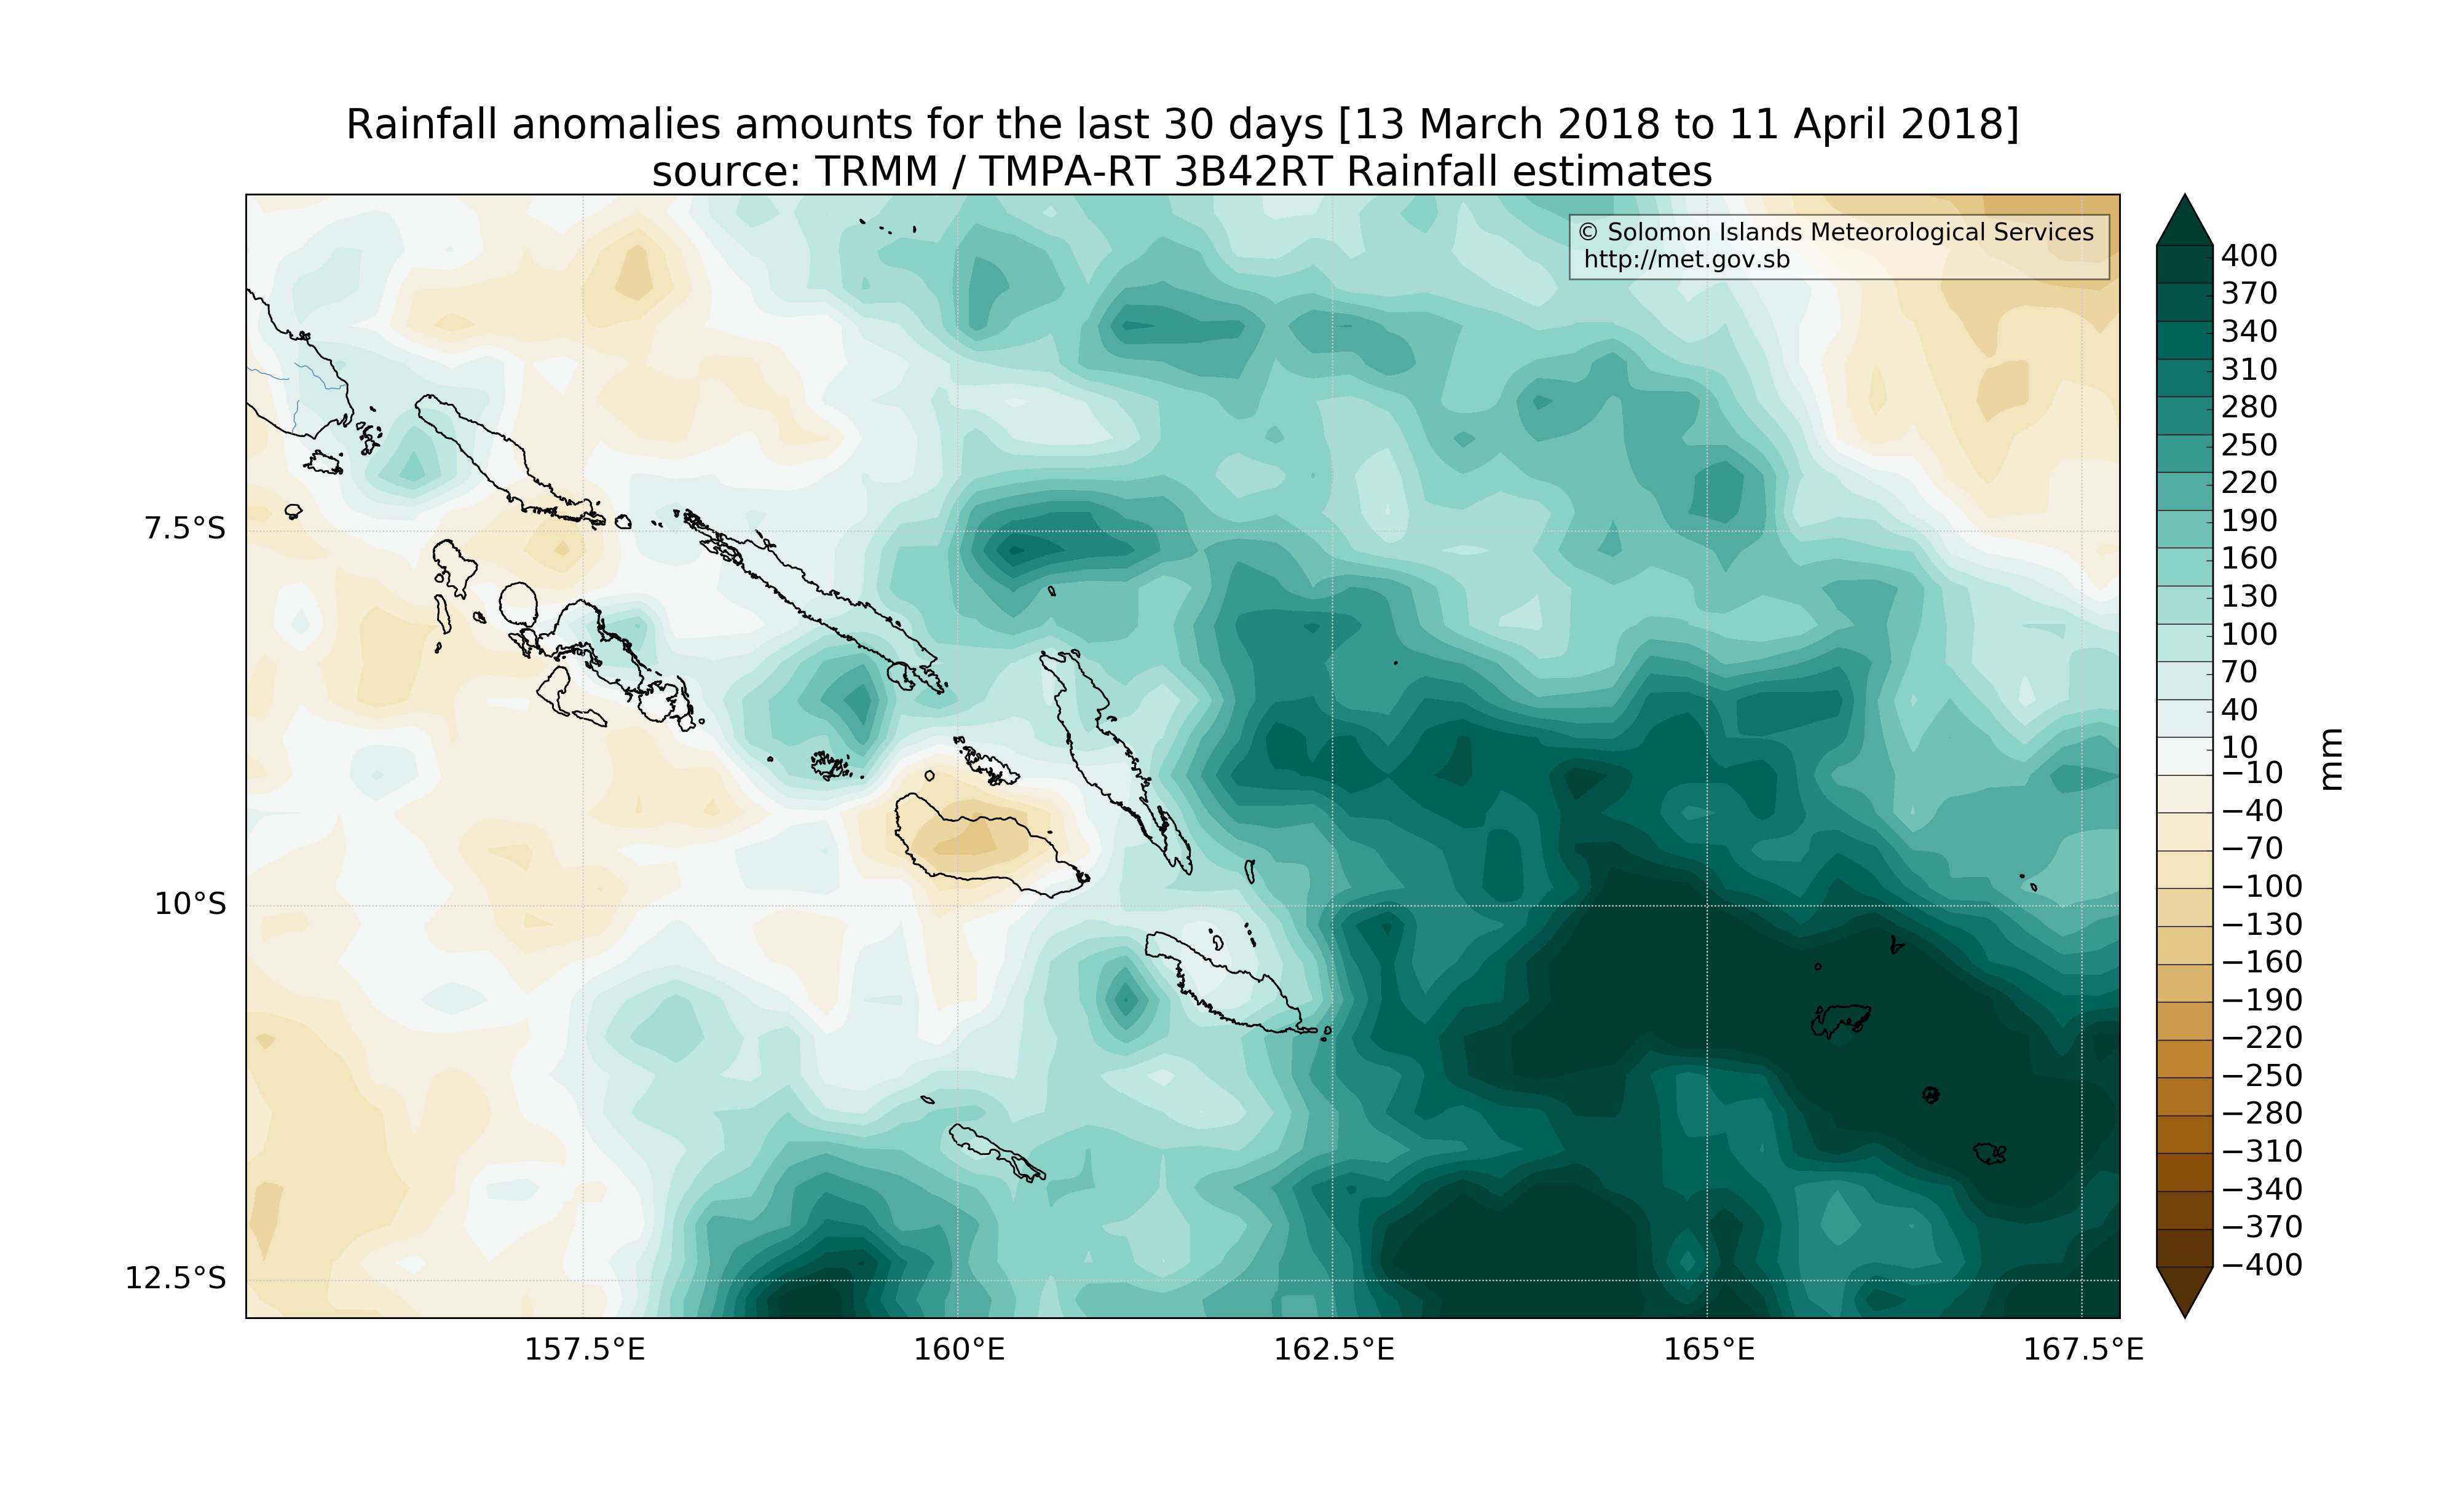 Rainfall anomalies amounts for the last 30 days [13 March 2018 to 11 April 2018]
source: TRMM / TMPA-RT 3B42RT Rainfall estimates
© Solomon Islands Meteorological Services
http://met.gov.sb
7.5°S
10°S
12.5°S
157.5°E
160°E
162.5°E
165°E
167.5°E
400
370
340
310
280
250
220
190
160
130
100
70
40
10
−10
−40
−70
−100
−130
−160
−190
−220
−250
−280
−310
−340
−370
−400
mm